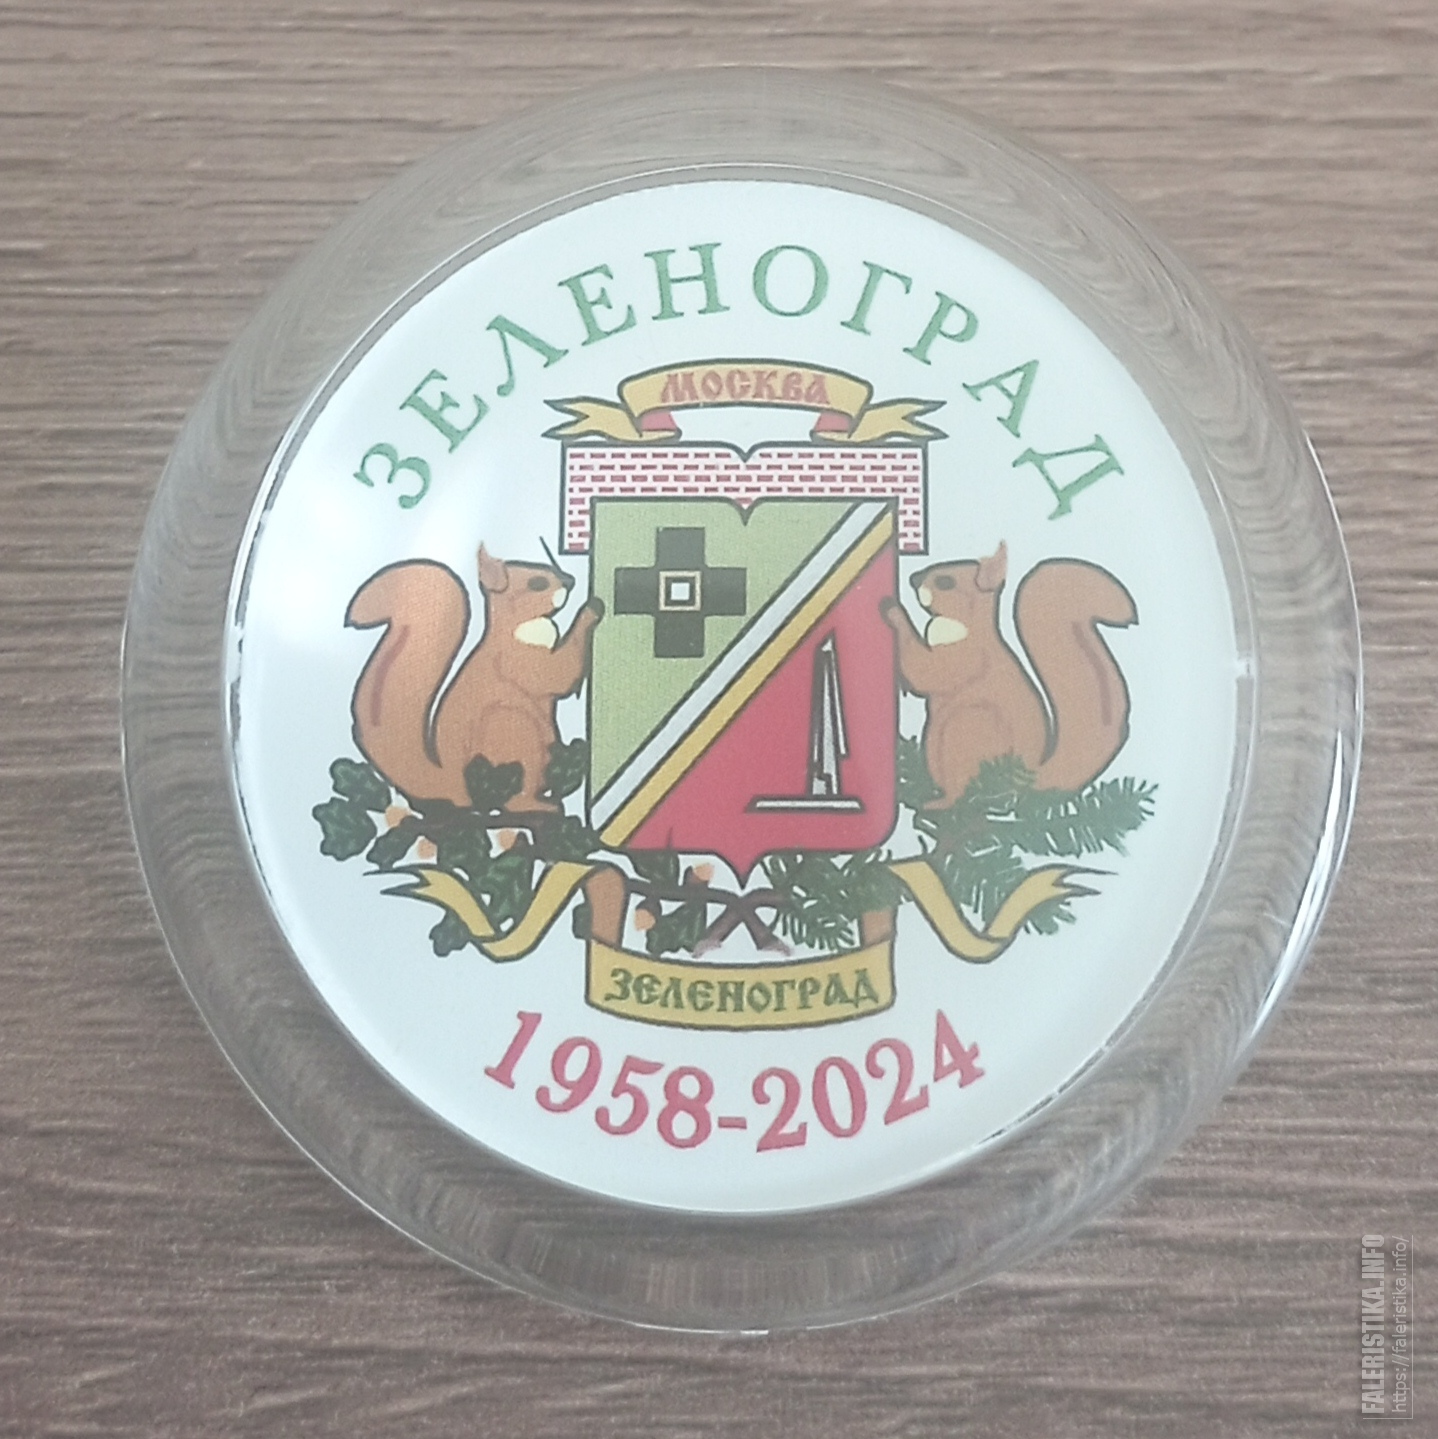 ЗЕЛЕНОГРАД
МОСКВА
ЗЕЛЕНОГРАД
1958-2024
FALERISTIKA.INFO
https://faleristika.info/